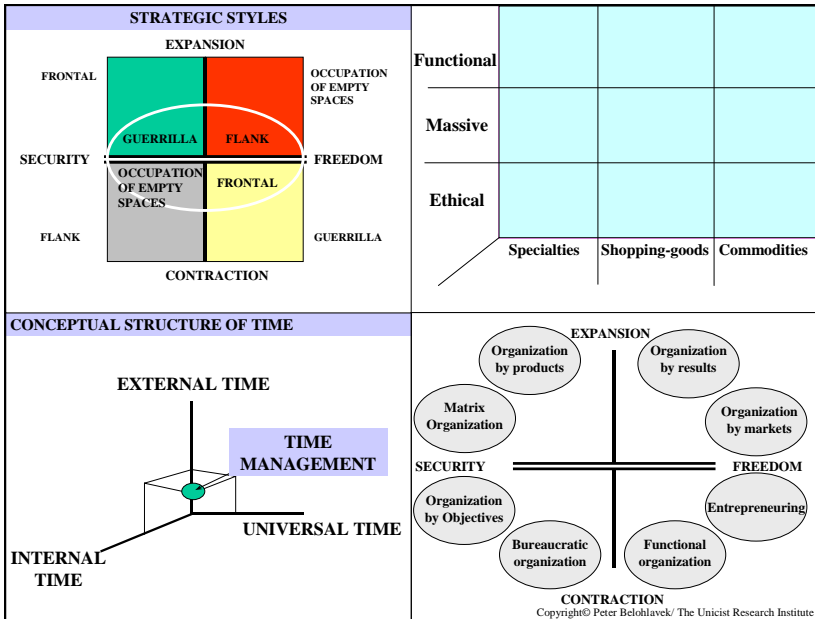 STRATEGIC STYLES
EXPANSION
FRONTAL
OCCUPATION
OF EMPTY
SPACES
GUERRILLA
FLANK
SECURITY
FREEDOM
OCCUPATION
OF EMPTY
SPACES
FRONTAL
FLANK
GUERRILLA
CONTRACTION
Functional
Massive
Ethical
Specialties
Shopping-goods
Commodities
CONCEPTUAL STRUCTURE OF TIME
EXTERNAL TIME
TIME
MANAGEMENT
UNIVERSAL TIME
INTERNAL
TIME
EXPANSION
Organization
by products
Organization
by results
Matrix
Organization
Organization
by markets
SECURITY
FREEDOM
Organization
by Objectives
Entrepreneuring
Bureaucratic
organization
Functional
organization
CONTRACTION
Copyright© Peter Belohlavek/ The Unicist Research Institute